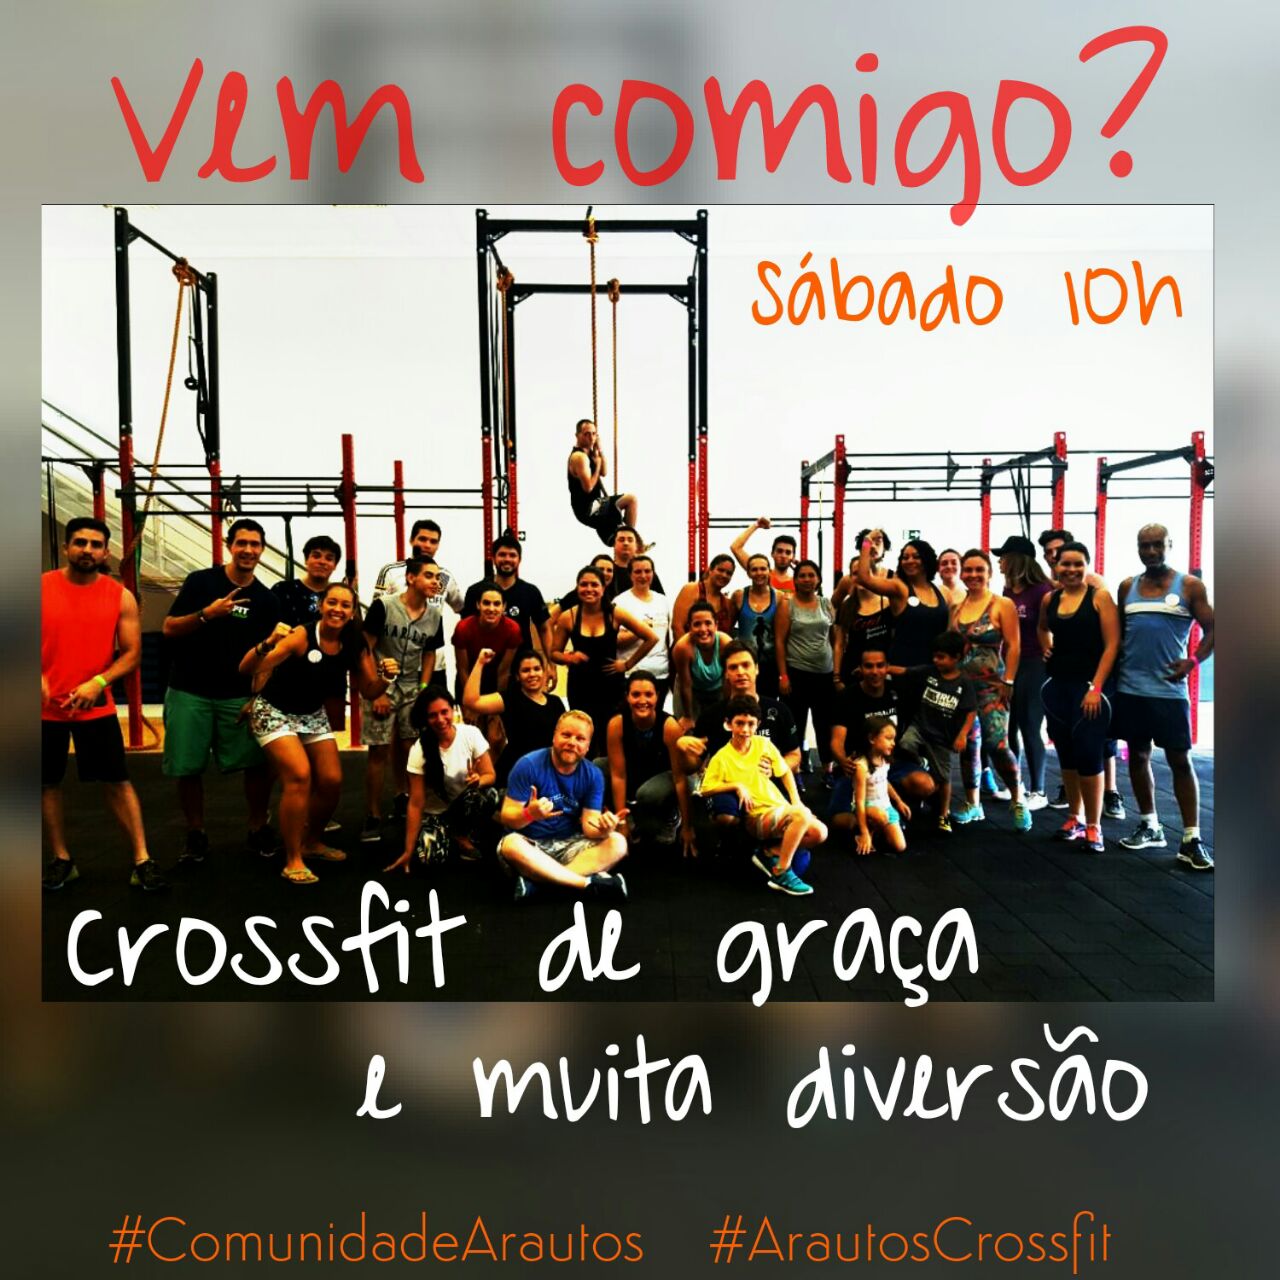 vem comigo?
sábado 10h
crossfit de graça
e muita diversão
#ComunidadeArautos #ArautosCrossfit